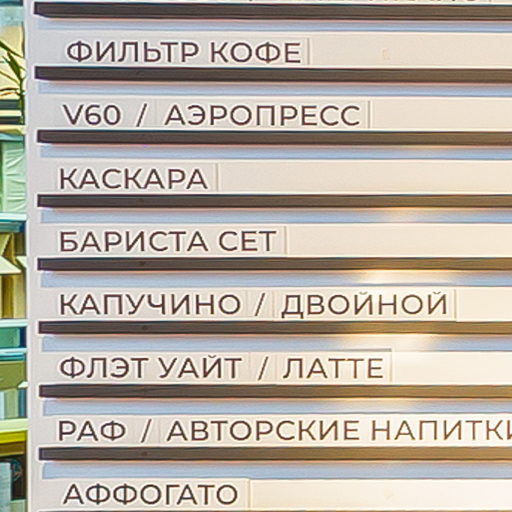 ФИЛЬТР КОФЕ
V60 / АЭРОПРЕСС
КАСКАРА
БАРИСТА СЕТ
КАПУЧИНО / ДВОЙНОЙ
ФЛЭТ УАЙТ / ЛАТТЕ
РАФ / АВТОРСКИЕ НАПИТКИ
АФФОГАТО